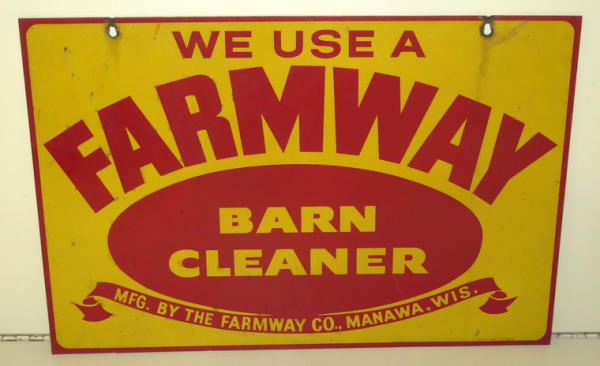 WE USE A
FARMWAY
BARN
CLEANER
MFG. BY THE FARMWAY CO., MANAWA, WIS.